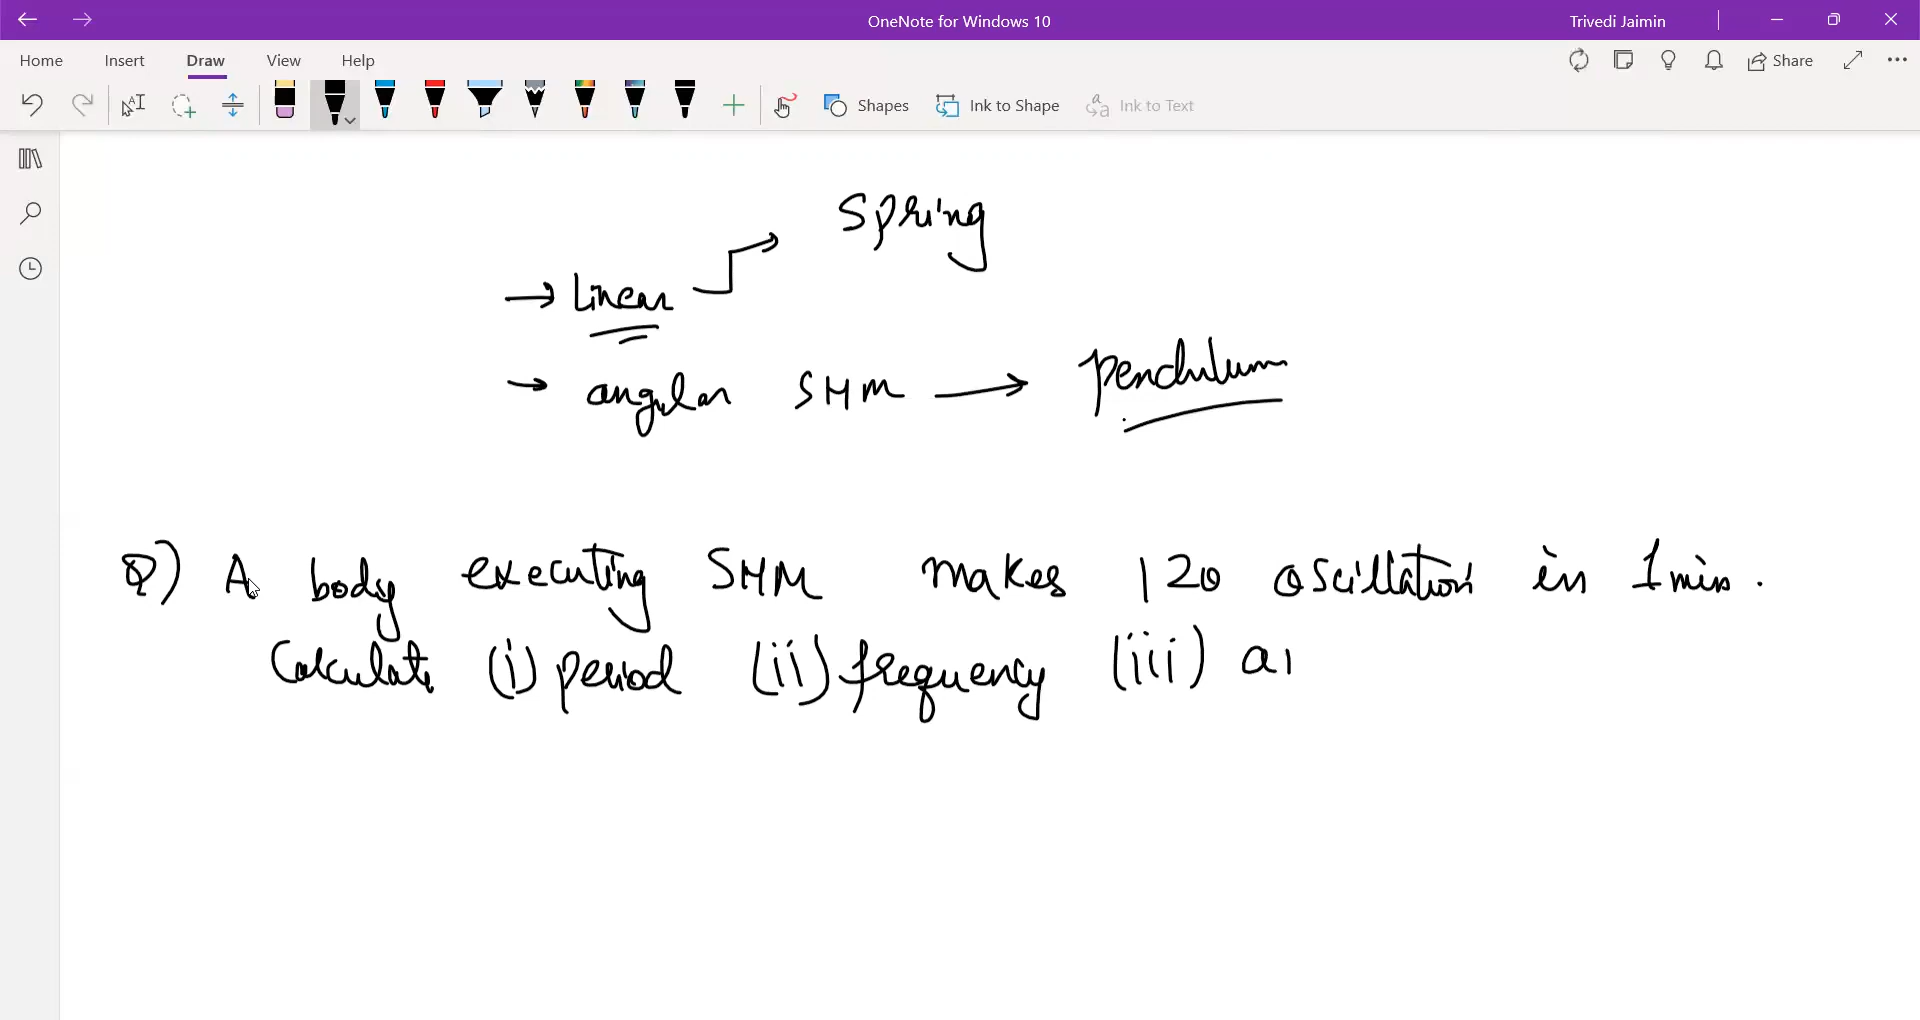 OneNote for Windows 10
Trivedi Jaimin
Home Insert Draw View Help
Share
Shapes Ink to Shape Ink to Text
Spring
→ Linear
→ angular SHM → pendulum
Q) A body executing SHM makes 120 oscillation in 1 min.
Calculate (i) period (ii) frequency (iii)